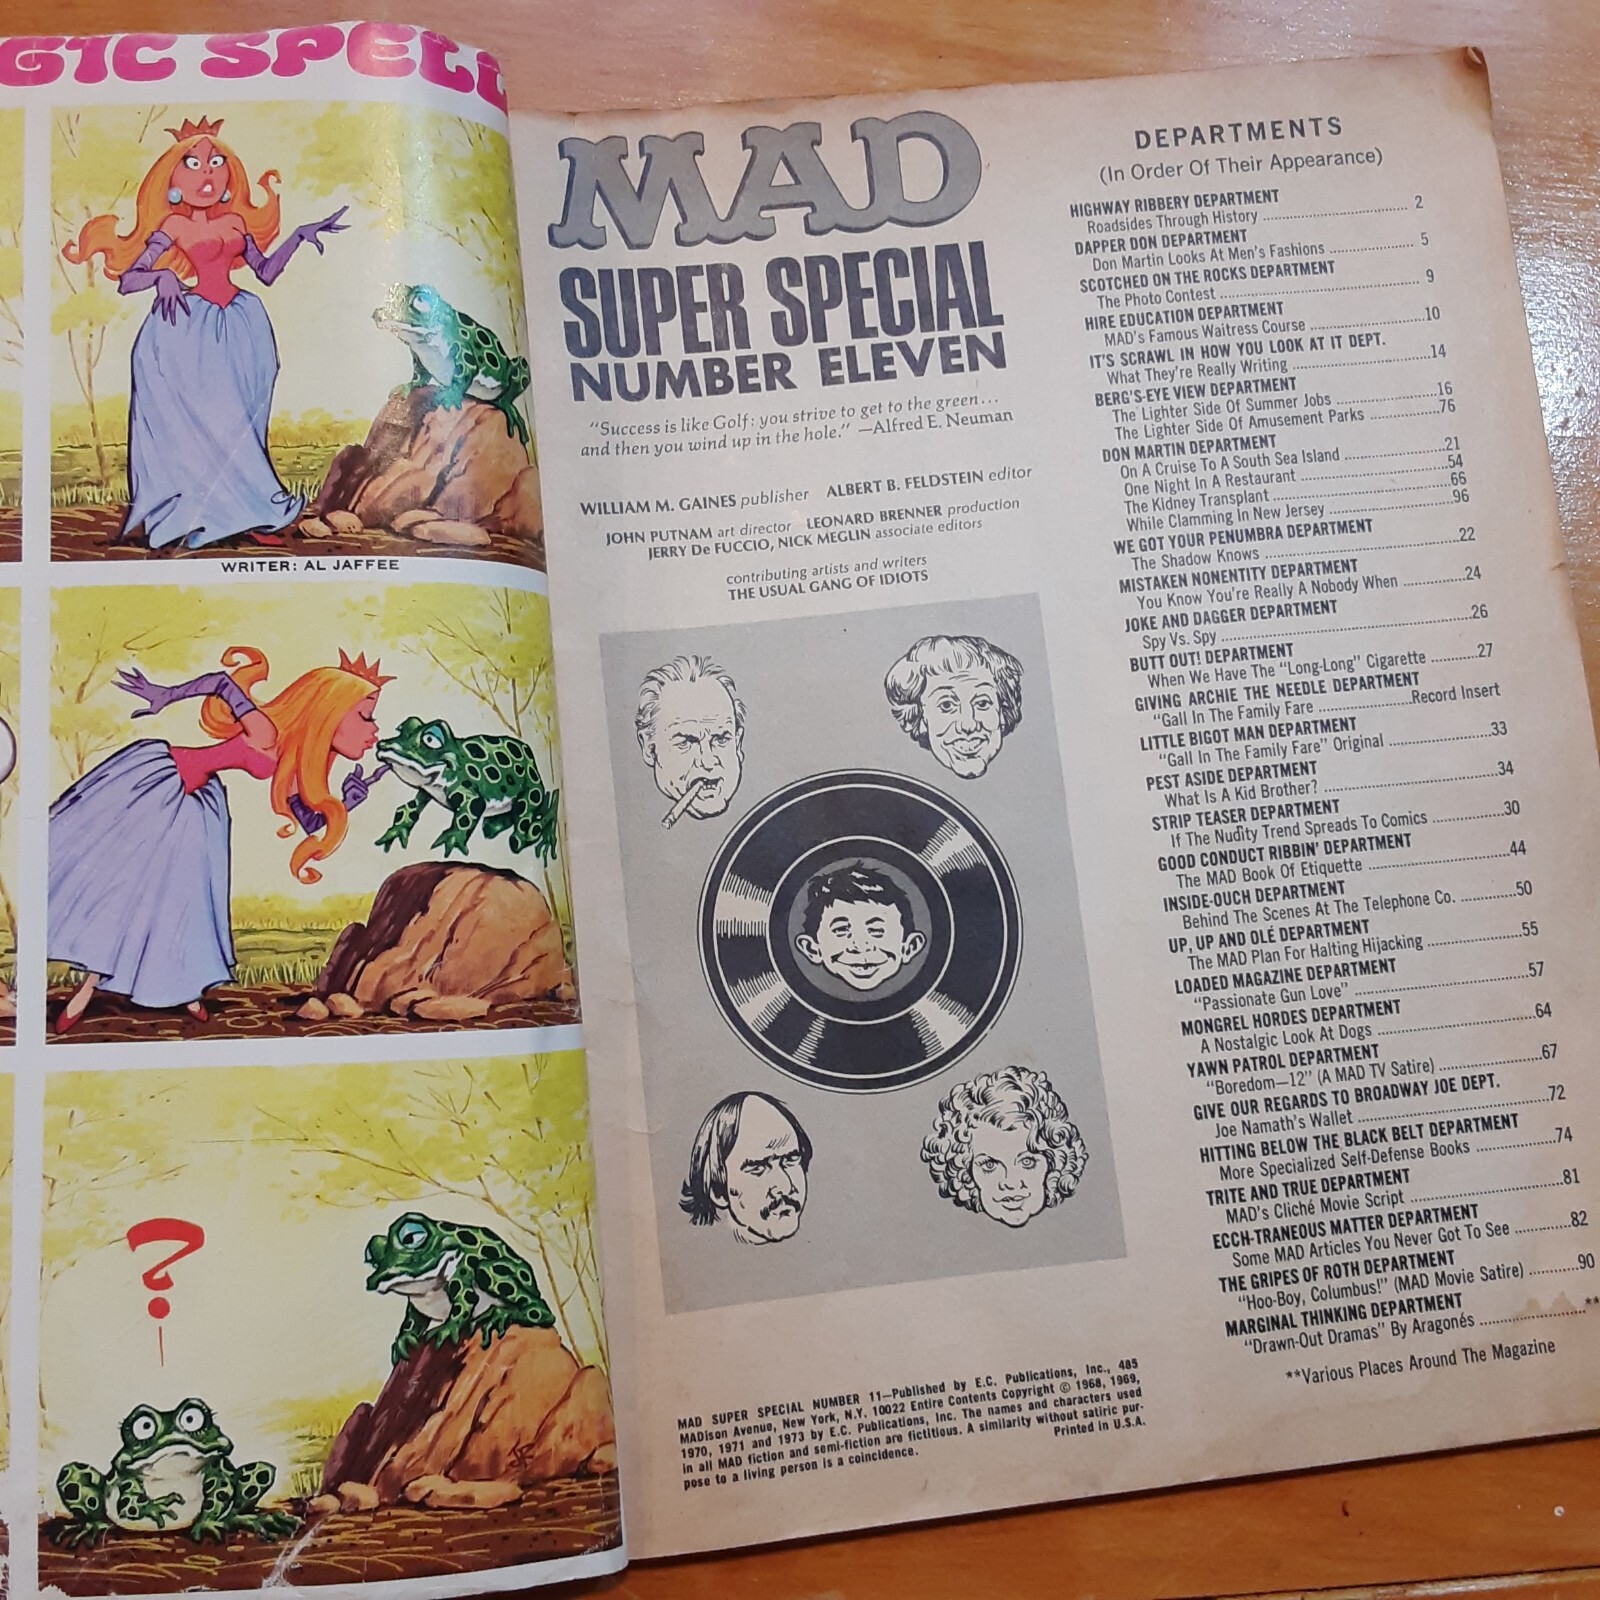 GIC SPELL
WRITER: AL JAFFEE
?
JR
MAD
SUPER SPECIAL
NUMBER ELEVEN
"Success is like Golf: you strive to get to the green...
and then you wind up in the hole." —Alfred E. Neuman
WILLIAM M. GAINES publisher ALBERT B. FELDSTEIN editor
JOHN PUTNAM art director LEONARD BRENNER production
JERRY De FUCCIO, NICK MEGLIN associate editors
contributing artists and writers
THE USUAL GANG OF IDIOTS
MAD SUPER SPECIAL NUMBER 11—Published by E.C. Publications, Inc., 485
MADison Avenue, New York, N.Y. 10022 Entire Contents Copyright © 1968, 1969,
1970, 1971 and 1973 by E.C. Publications, Inc. The names and characters used
in all MAD fiction and semi-fiction are fictitious. A similarity without satiric pur-
pose to a living person is a coincidence. Printed in U.S.A.
DEPARTMENTS
(In Order Of Their Appearance)
HIGHWAY RIBBERY DEPARTMENT
Roadsides Through History 2
DAPPER DON DEPARTMENT
Don Martin Looks At Men's Fashions 5
SCOTCHED ON THE ROCKS DEPARTMENT
The Photo Contest 9
HIRE EDUCATION DEPARTMENT
MAD's Famous Waitress Course 10
IT'S SCRAWL IN HOW YOU LOOK AT IT DEPT.
What They're Really Writing 14
BERG'S-EYE VIEW DEPARTMENT
The Lighter Side Of Summer Jobs 16
The Lighter Side Of Amusement Parks 76
DON MARTIN DEPARTMENT
On A Cruise To A South Sea Island 21
One Night In A Restaurant 54
The Kidney Transplant 66
While Clamming In New Jersey 96
WE GOT YOUR PENUMBRA DEPARTMENT
The Shadow Knows 22
MISTAKEN NONENTITY DEPARTMENT
You Know You're Really A Nobody When 24
JOKE AND DAGGER DEPARTMENT
Spy Vs. Spy 26
BUTT OUT! DEPARTMENT
When We Have The "Long-Long" Cigarette 27
GIVING ARCHIE THE NEEDLE DEPARTMENT
"Gall In The Family Fare Record Insert
LITTLE BIGOT MAN DEPARTMENT
"Gall In The Family Fare" Original 33
PEST ASIDE DEPARTMENT
What Is A Kid Brother? 34
STRIP TEASER DEPARTMENT
If The Nudity Trend Spreads To Comics 30
GOOD CONDUCT RIBBIN' DEPARTMENT
The MAD Book Of Etiquette 44
INSIDE-OUCH DEPARTMENT
Behind The Scenes At The Telephone Co. 50
UP, UP AND OLÉ DEPARTMENT
The MAD Plan For Halting Hijacking 55
LOADED MAGAZINE DEPARTMENT
"Passionate Gun Love" 57
MONGREL HORDES DEPARTMENT
A Nostalgic Look At Dogs 64
YAWN PATROL DEPARTMENT
"Boredom—12" (A MAD TV Satire) 67
GIVE OUR REGARDS TO BROADWAY JOE DEPT.
Joe Namath's Wallet 72
HITTING BELOW THE BLACK BELT DEPARTMENT
More Specialized Self-Defense Books 74
TRITE AND TRUE DEPARTMENT
MAD's Cliché Movie Script 81
ECCH-TRANEOUS MATTER DEPARTMENT
Some MAD Articles You Never Got To See 82
THE GRIPES OF ROTH DEPARTMENT
"Hoo-Boy, Columbus!" (MAD Movie Satire) 90
MARGINAL THINKING DEPARTMENT
"Drawn-Out Dramas" By Aragonés **
**Various Places Around The Magazine